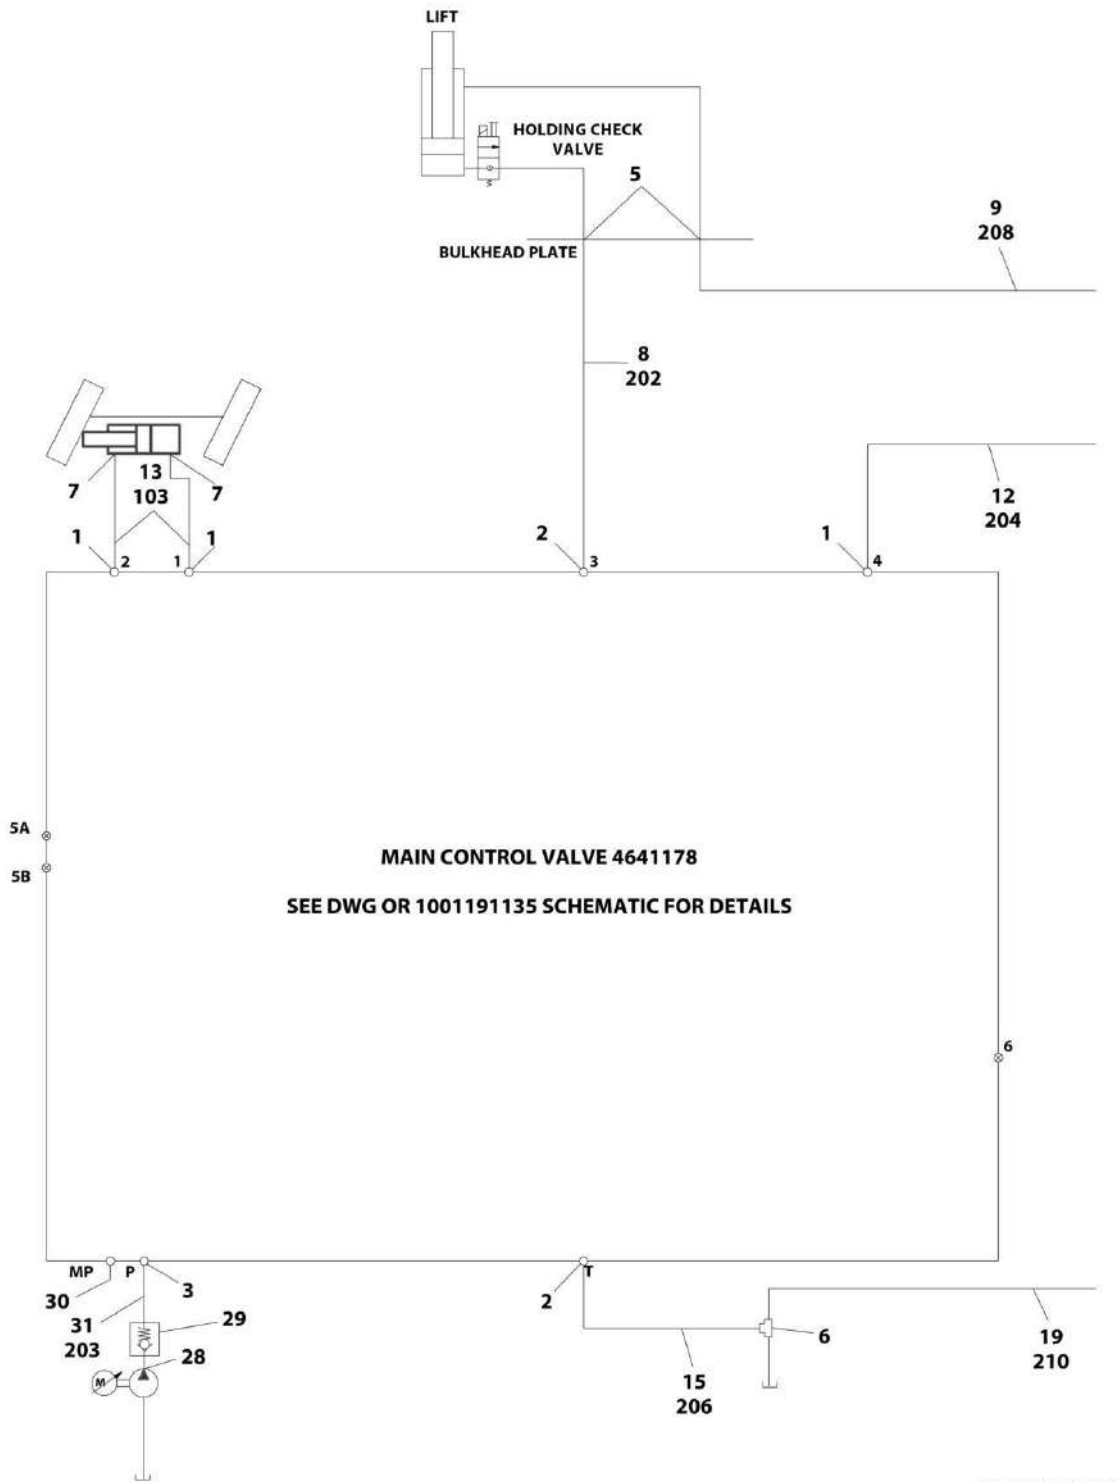 LIFT
HOLDING CHECK
VALVE
5
9
208
BULKHEAD PLATE
8
202
7
13
103
7
12
204
1
1
2
1
2
1
3
4
5A
5B
MAIN CONTROL VALVE 4641178
SEE DWG OR 1001191135 SCHEMATIC FOR DETAILS
6
MP
P
T
30
3
2
31
203
29
6
19
210
28
M
15
206